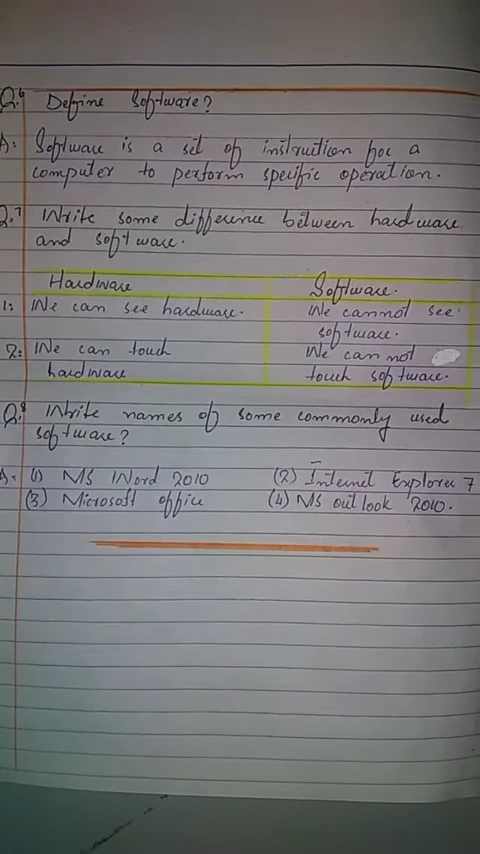 Q.6 Define Software?
A: Software is a set of instruction for a
computer to perform specific operation.
Q.7 Write some difference between hardware
and software.
Hardware Software.
1: We can see hardware. We cannot see
software.
2: We can touch We can not
hardware touch software.
Q.8 Write names of some commonly used
software?
A: (1) MS Word 2010 (2) Internet Explorer 7
(3) Microsoft office (4) MS out look 2010.